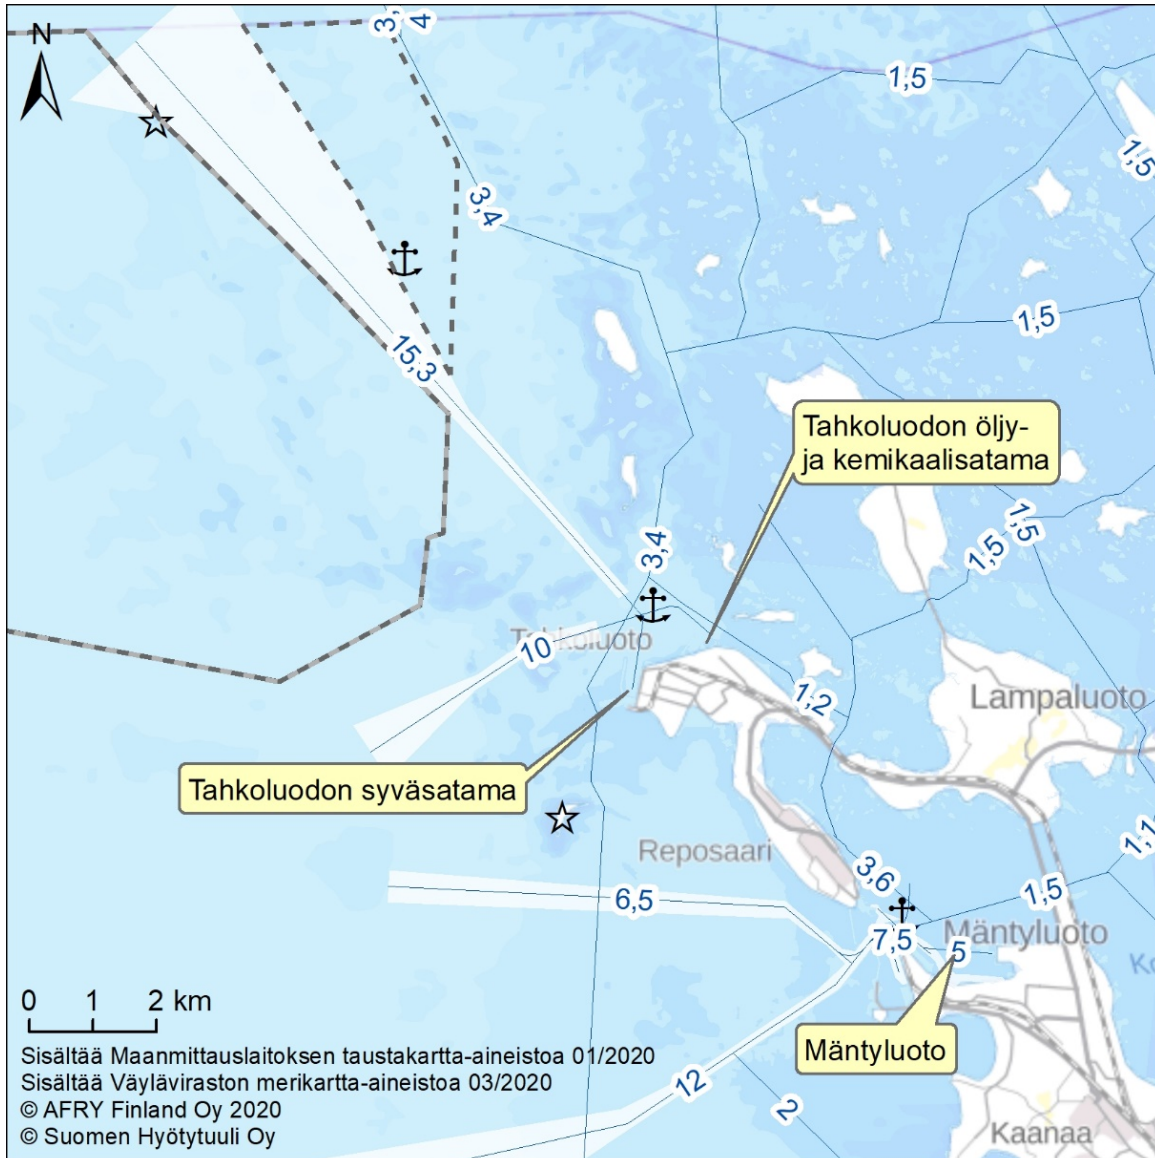 N
3,
4
1,5
1,5
3,4
1,5
15,3
Tahkoluodon öljy-
ja kemikaalisatama
1,5
3,4
1,5
Tahkoluoto
10
1,2
Lampaluoto
Tahkoluodon syväsatama
Reposaari
1,1
3,6
1,5
6,5
7,5
Mäntyluoto
5
Ko
0 1 2 km
Mäntyluoto
Sisältää Maanmittauslaitoksen taustakartta-aineistoa 01/2020
Sisältää Väyläviraston merikartta-aineistoa 03/2020
12
2
© AFRY Finland Oy 2020
© Suomen Hyötytuuli Oy
Kaanaa